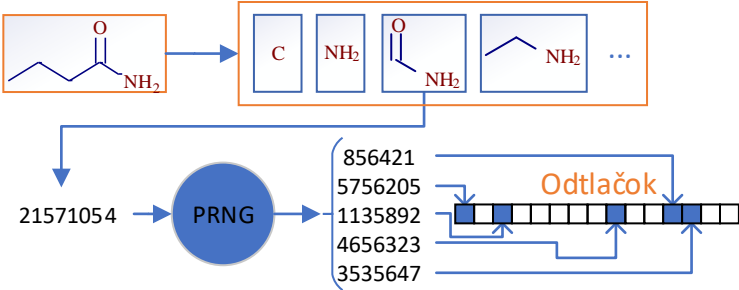 O
NH2
C
NH2
O
NH2
NH2
...
21571054
PRNG
856421
5756205
1135892
4656323
3535647
Odtlačok